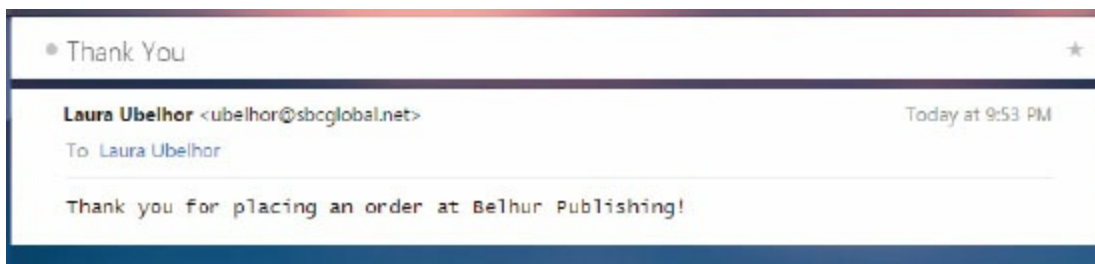 Thank You
Laura Ubelhor <ubelhor@sbcglobal.net>
Today at 9:53 PM
To Laura Ubelhor
Thank you for placing an order at Belhur Publishing!